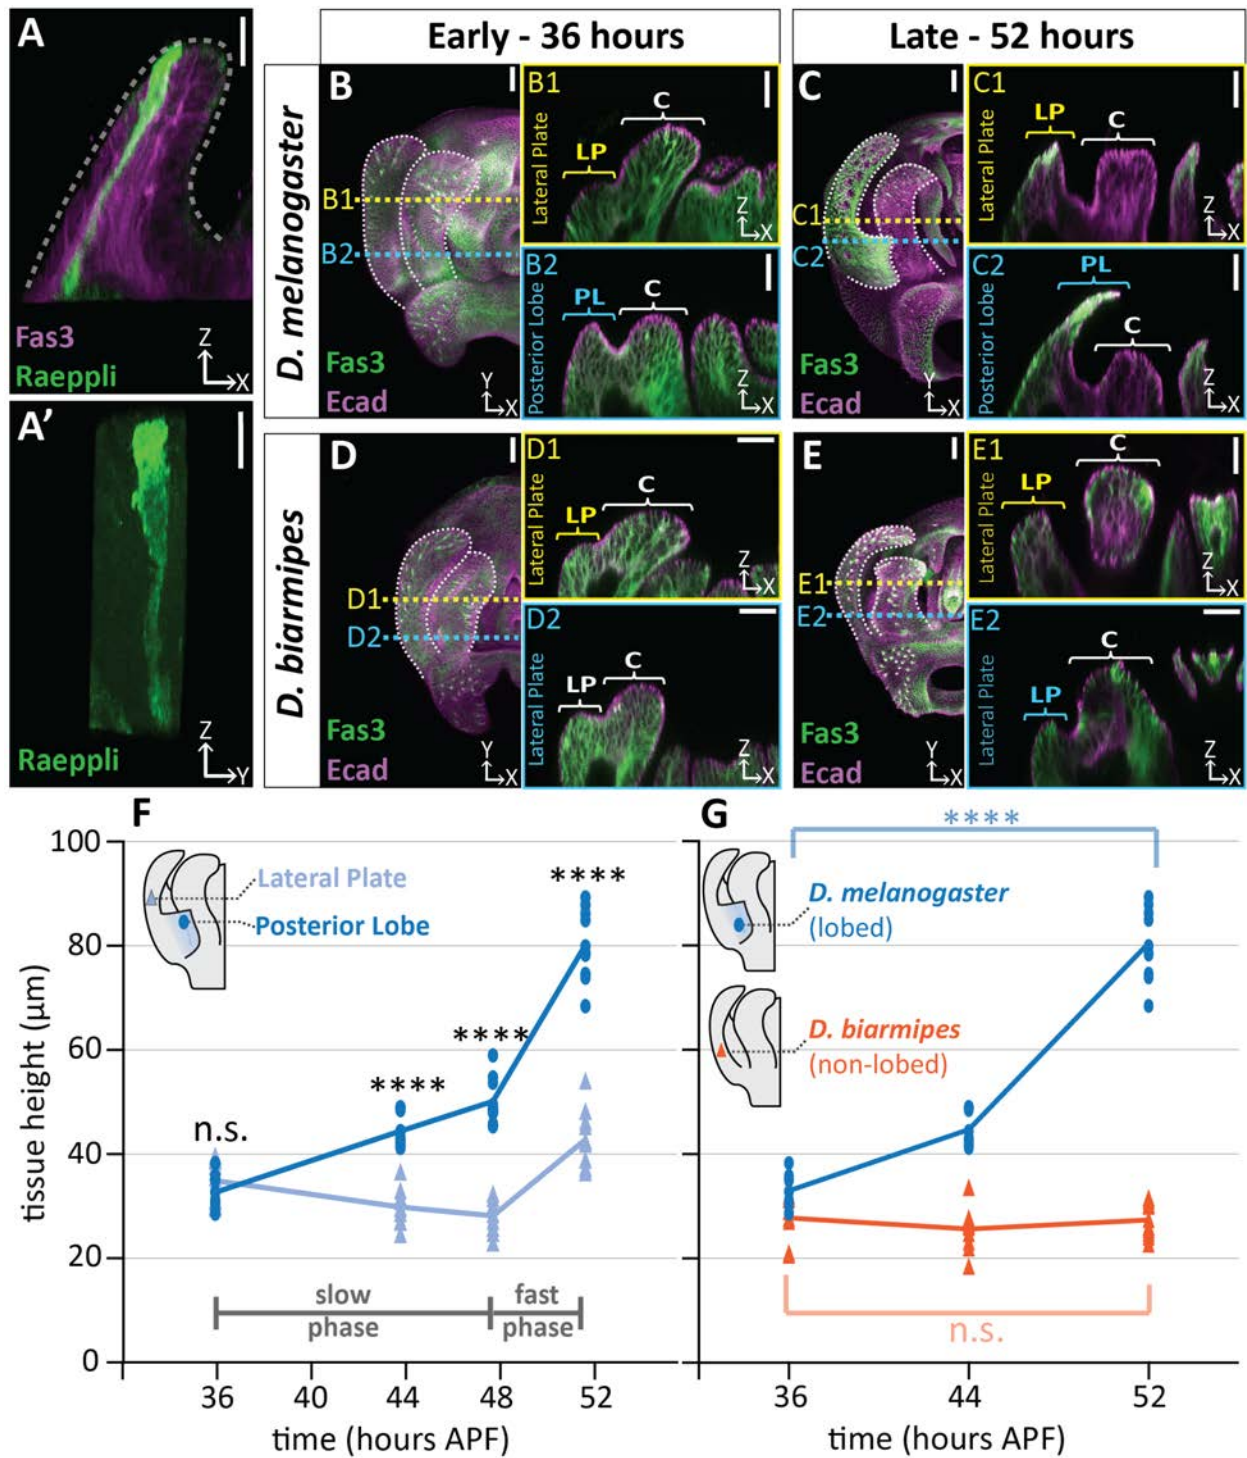 Early - 36 hours
Late - 52 hours
D. melanogaster
D. biarmipes
A
Fas3
Raeppli
Z
X
A'
Raeppli
Z
Y
B
B1
B2
Fas3
Ecad
Y
X
B1
Lateral Plate
LP
C
Z
X
B2
Posterior Lobe
PL
C
Z
X
C
C1
C2
Fas3
Ecad
Y
X
C1
Lateral Plate
LP
C
Z
X
C2
Posterior Lobe
PL
C
Z
X
D
D1
D2
Fas3
Ecad
Y
X
D1
Lateral Plate
LP
C
Z
X
D2
Lateral Plate
LP
C
Z
X
E
E1
E2
Fas3
Ecad
Y
X
E1
Lateral Plate
LP
C
Z
X
E2
Lateral Plate
LP
C
Z
X
F
tissue height (μm)
100
80
60
40
20
0
Lateral Plate
Posterior Lobe
n.s.
****
****
****
slow
phase
fast
phase
36
40
44
48
52
time (hours APF)
G
****
D. melanogaster
(lobed)
D. biarmipes
(non-lobed)
n.s.
36
44
52
time (hours APF)